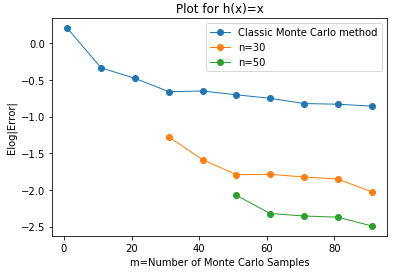 Plot for h(x)=x
Classic Monte Carlo method
n=30
n=50
Elog|Error|
0.0
−0.5
−1.0
−1.5
−2.0
−2.5
0 20 40 60 80
m=Number of Monte Carlo Samples